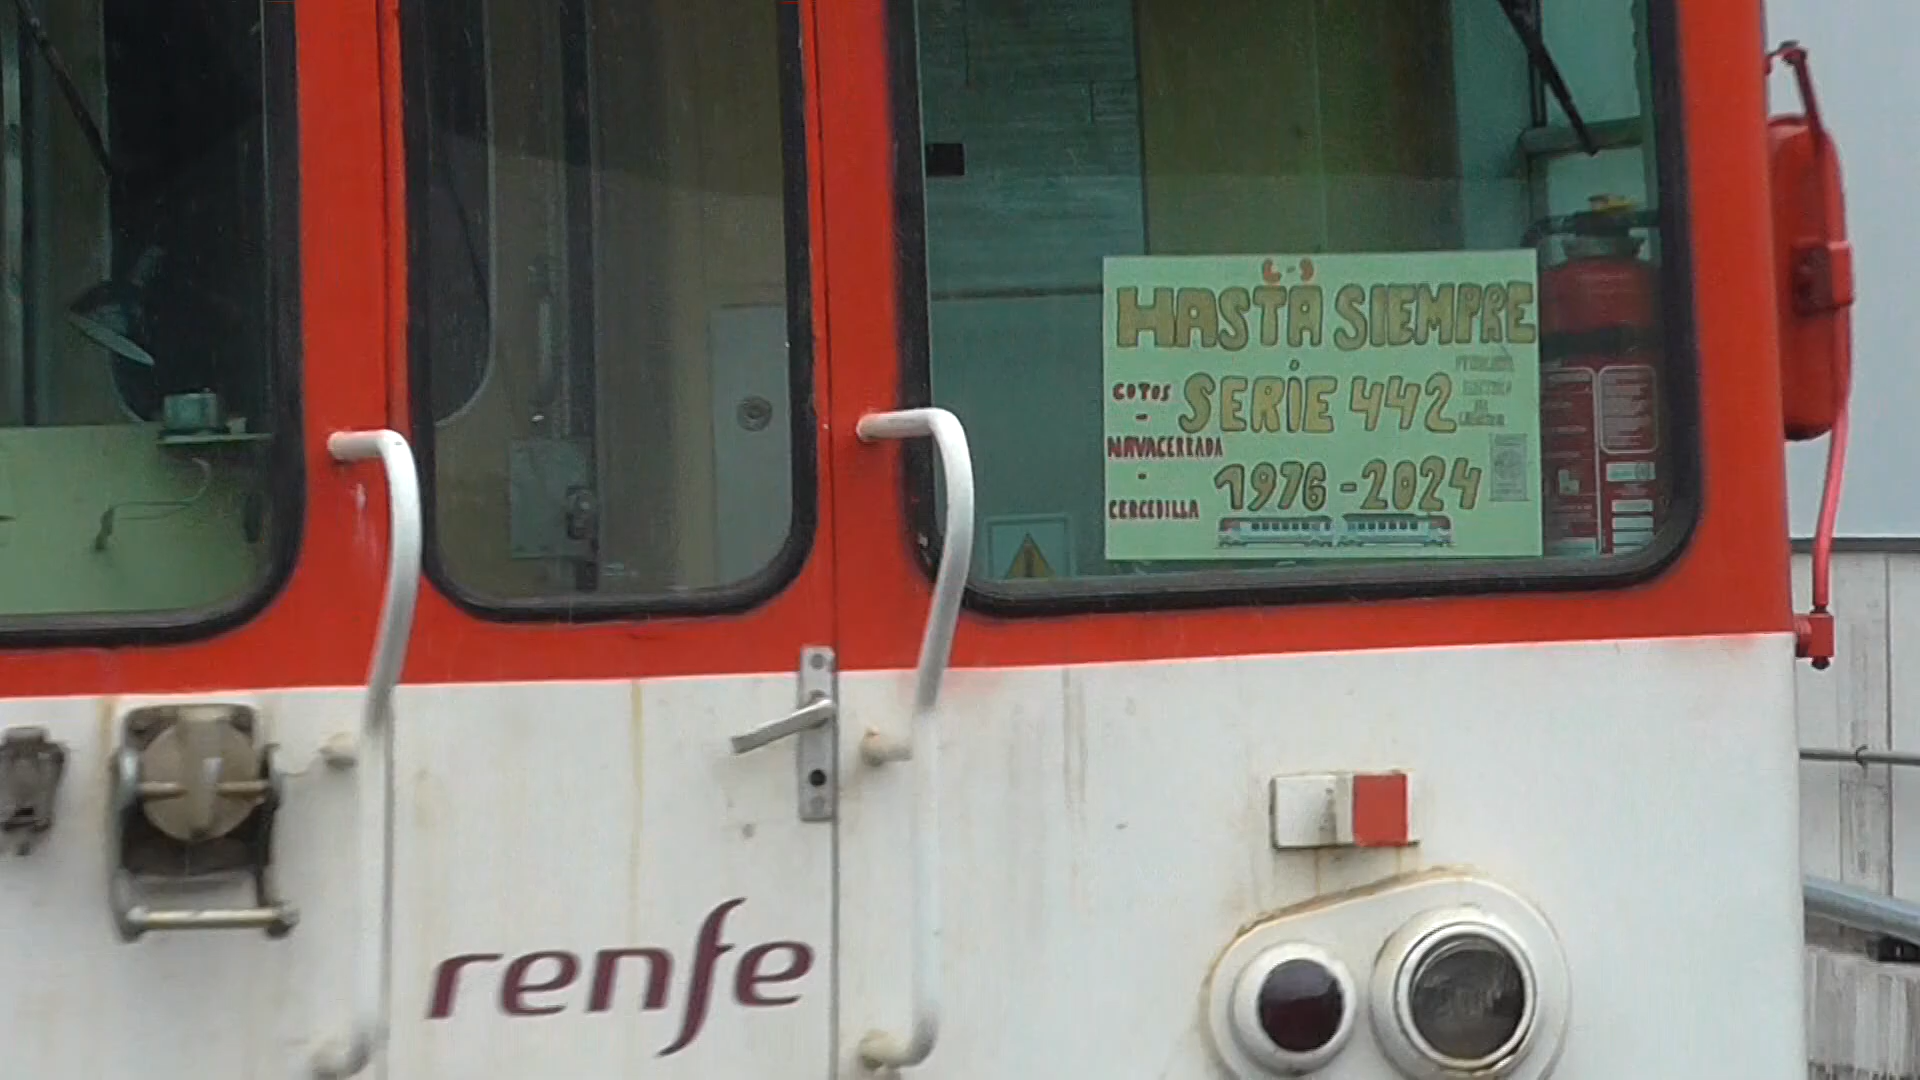 C-9
HASTA SIEMPRE
SERIE 442
COTOS
-
NAVACERRADA
-
CERCEDILLA
1976-2024
renfe